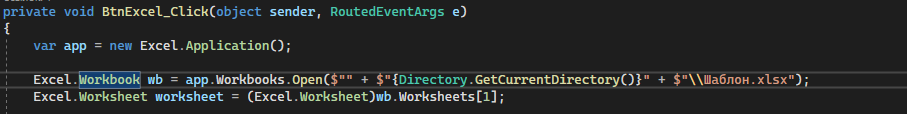 private void BtnExcel_Click(object sender, RoutedEventArgs e)
{
var app = new Excel.Application();
Excel.Workbook wb = app.Workbooks.Open($"" + $"{Directory.GetCurrentDirectory()}" + $"\\Шаблон.xlsx");
Excel.Worksheet worksheet = (Excel.Worksheet)wb.Worksheets[1];